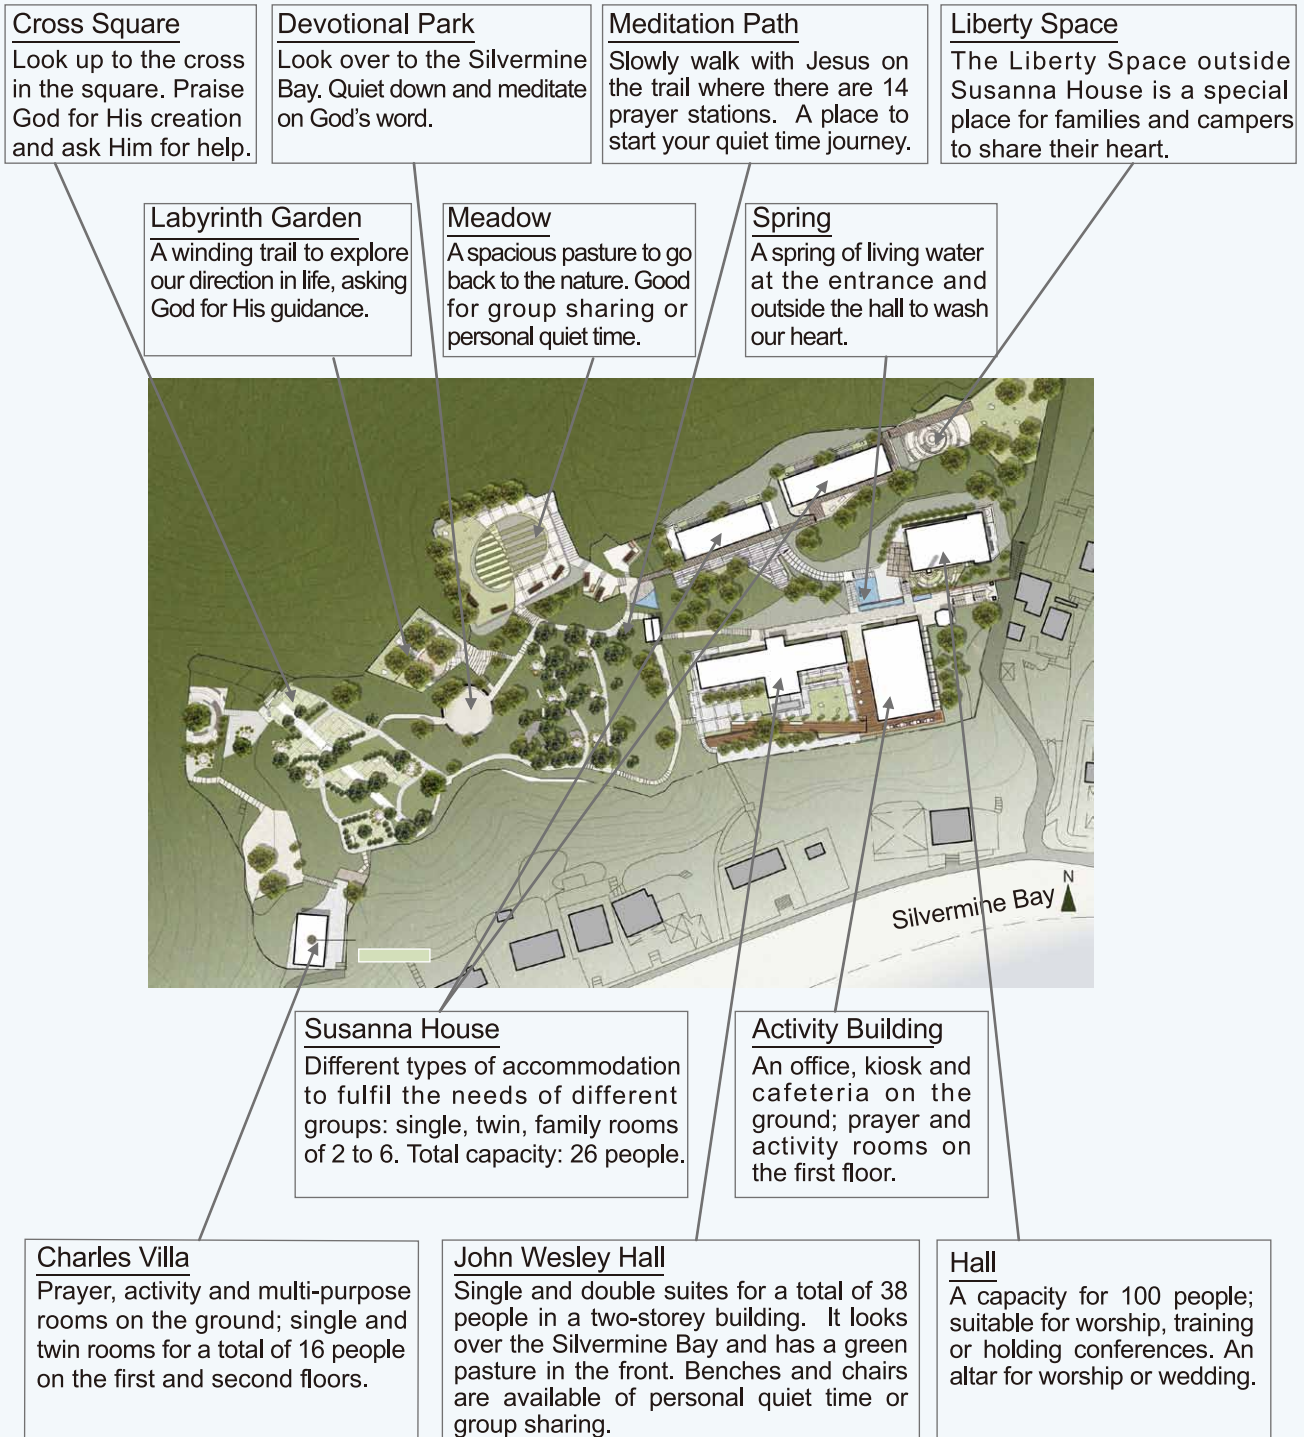 Cross Square
Look up to the cross
in the square. Praise
God for His creation
and ask Him for help.
Devotional Park
Look over to the Silvermine
Bay. Quiet down and meditate
on God's word.
Meditation Path
Slowly walk with Jesus on
the trail where there are 14
prayer stations. A place to
start your quiet time journey.
Liberty Space
The Liberty Space outside
Susanna House is a special
place for families and campers
to share their heart.
Labyrinth Garden
A winding trail to explore
our direction in life, asking
God for His guidance.
Meadow
A spacious pasture to go
back to the nature. Good
for group sharing or
personal quiet time.
Spring
A spring of living water
at the entrance and
outside the hall to wash
our heart.
N
Silvermine Bay
Susanna House
Different types of accommodation
to fulfil the needs of different
groups: single, twin, family rooms
of 2 to 6. Total capacity: 26 people.
Activity Building
An office, kiosk and
cafeteria on the
ground; prayer and
activity rooms on
the first floor.
Charles Villa
Prayer, activity and multi-purpose
rooms on the ground; single and
twin rooms for a total of 16 people
on the first and second floors.
John Wesley Hall
Single and double suites for a total of 38
people in a two-storey building. It looks
over the Silvermine Bay and has a green
pasture in the front. Benches and chairs
are available of personal quiet time or
group sharing.
Hall
A capacity for 100 people;
suitable for worship, training
or holding conferences. An
altar for worship or wedding.